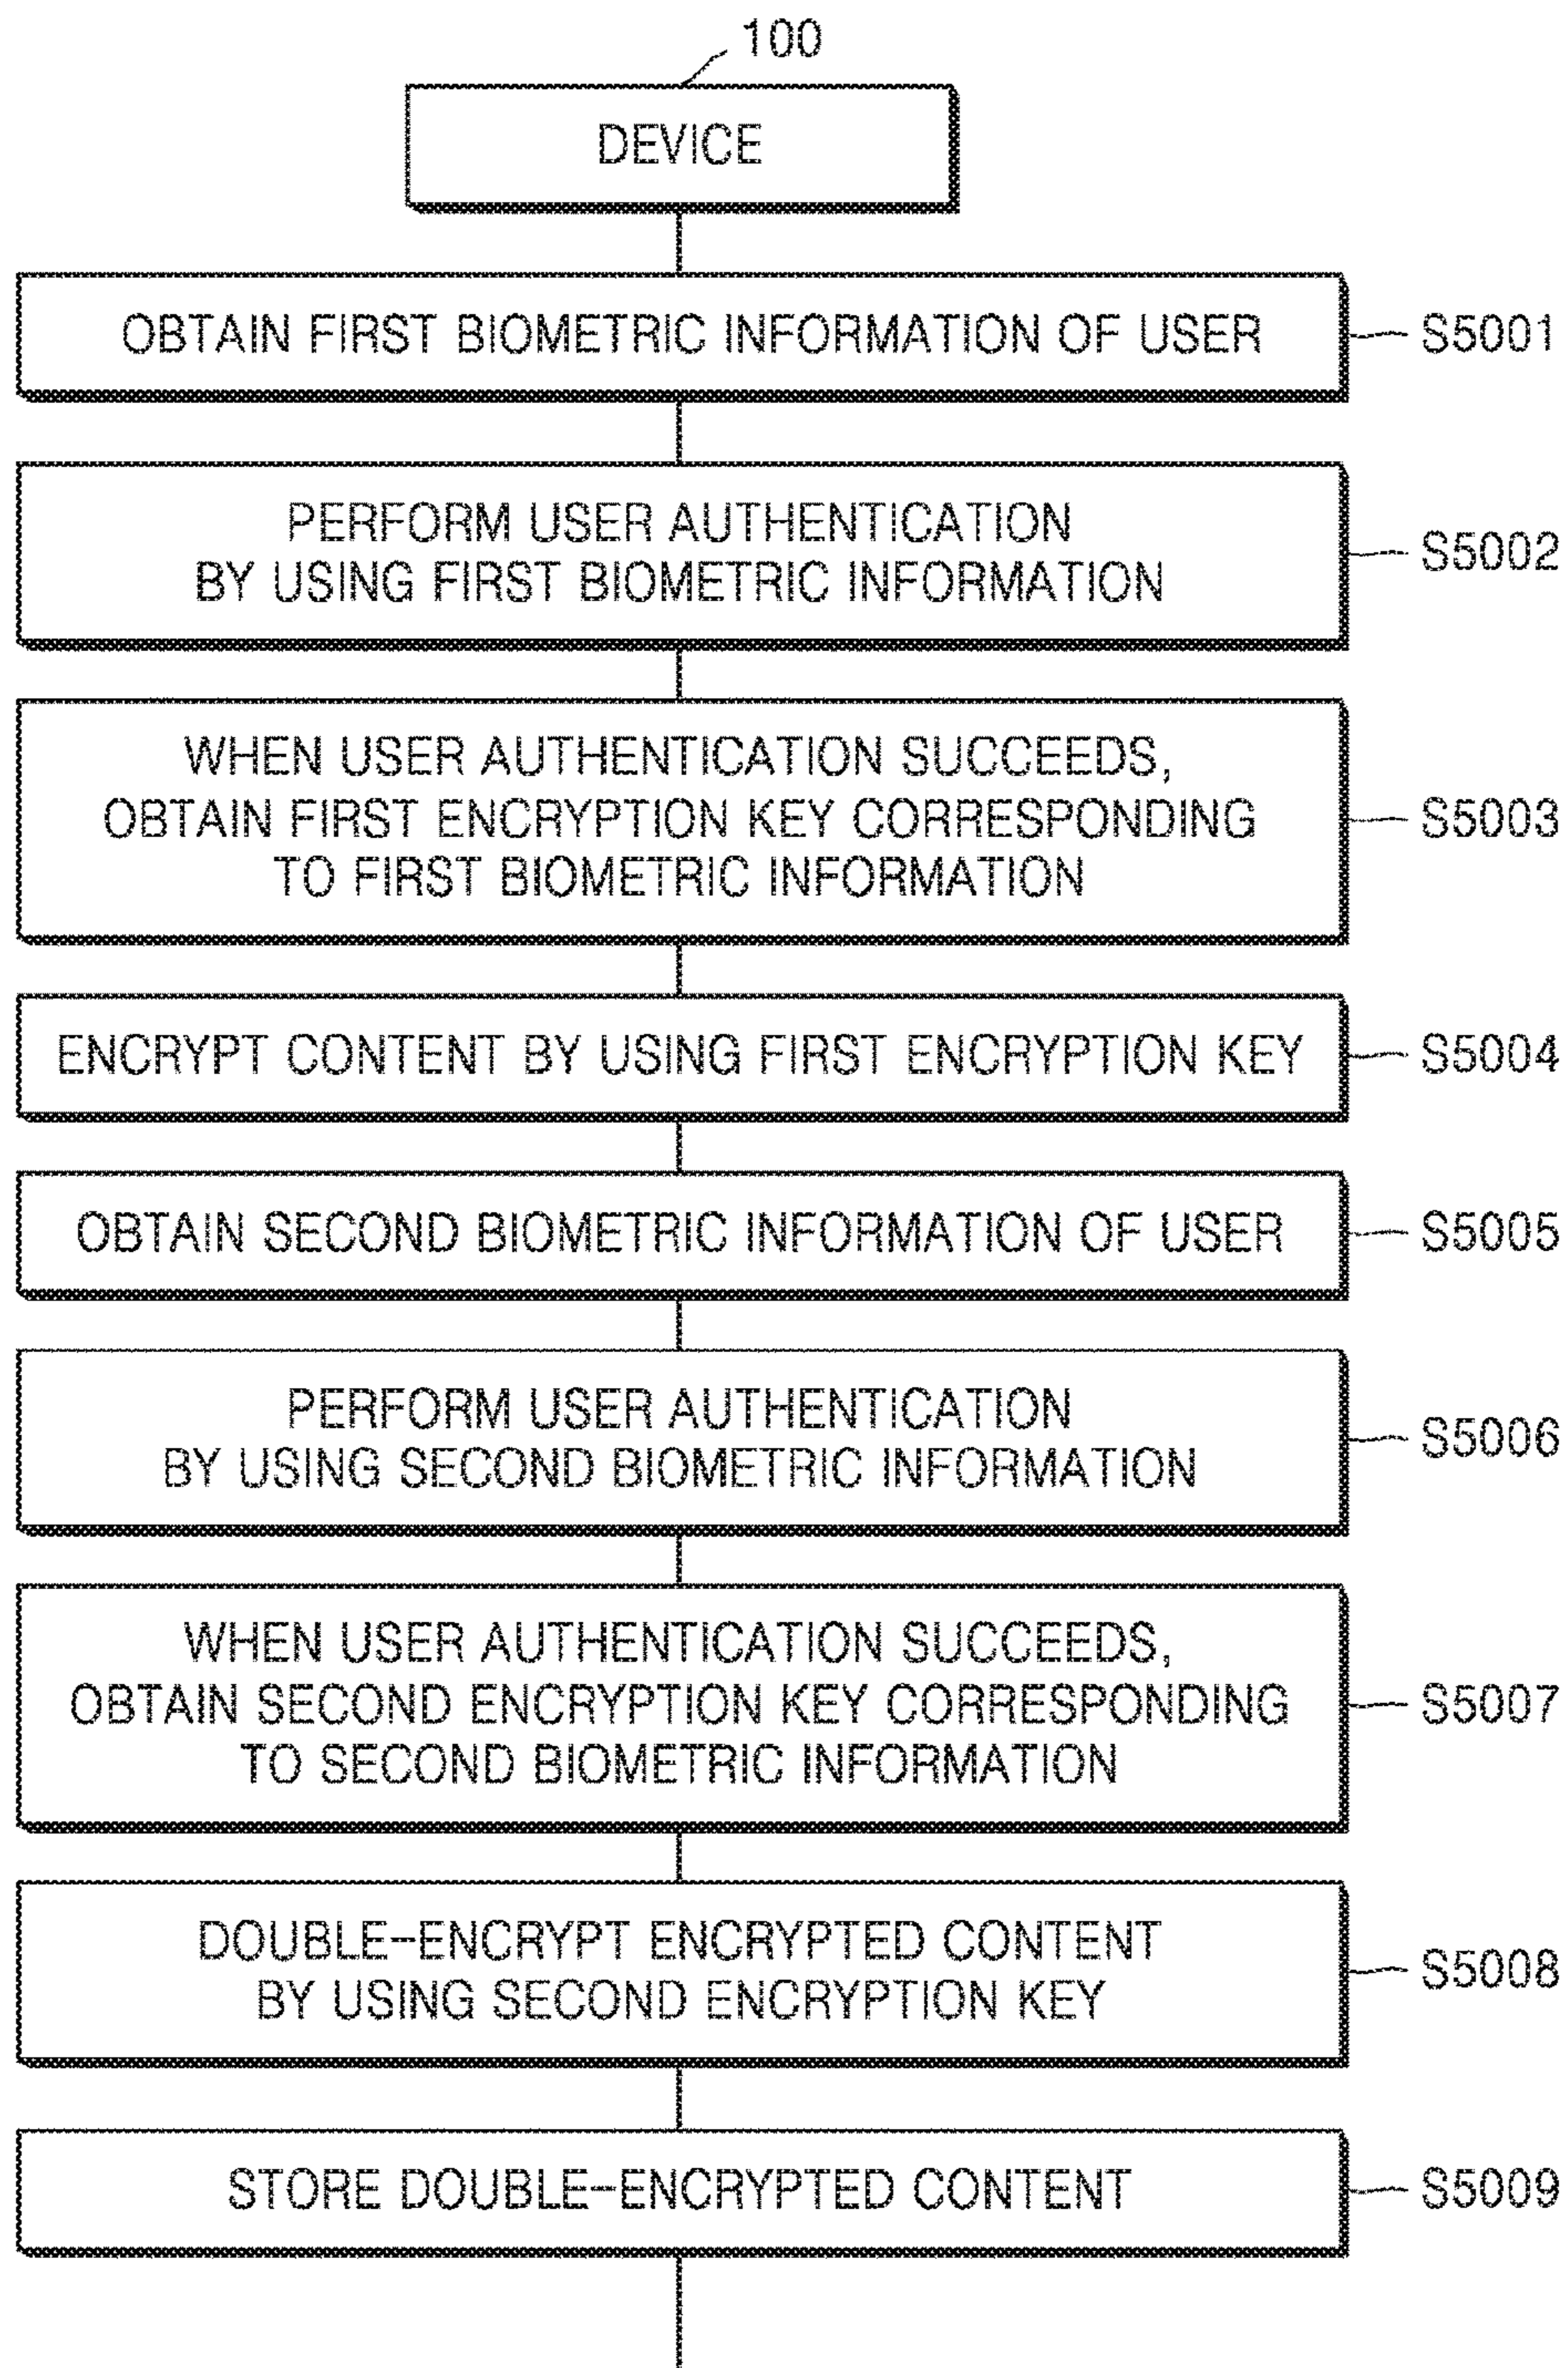 100
DEVICE
OBTAIN FIRST BIOMETRIC INFORMATION OF USER
S5001
PERFORM USER AUTHENTICATION
BY USING FIRST BIOMETRIC INFORMATION
S5002
WHEN USER AUTHENTICATION SUCCEEDS,
OBTAIN FIRST ENCRYPTION KEY CORRESPONDING
TO FIRST BIOMETRIC INFORMATION
S5003
ENCRYPT CONTENT BY USING FIRST ENCRYPTION KEY
S5004
OBTAIN SECOND BIOMETRIC INFORMATION OF USER
S5005
PERFORM USER AUTHENTICATION
BY USING SECOND BIOMETRIC INFORMATION
S5006
WHEN USER AUTHENTICATION SUCCEEDS,
OBTAIN SECOND ENCRYPTION KEY CORRESPONDING
TO SECOND BIOMETRIC INFORMATION
S5007
DOUBLE-ENCRYPT ENCRYPTED CONTENT
BY USING SECOND ENCRYPTION KEY
S5008
STORE DOUBLE-ENCRYPTED CONTENT
S5009